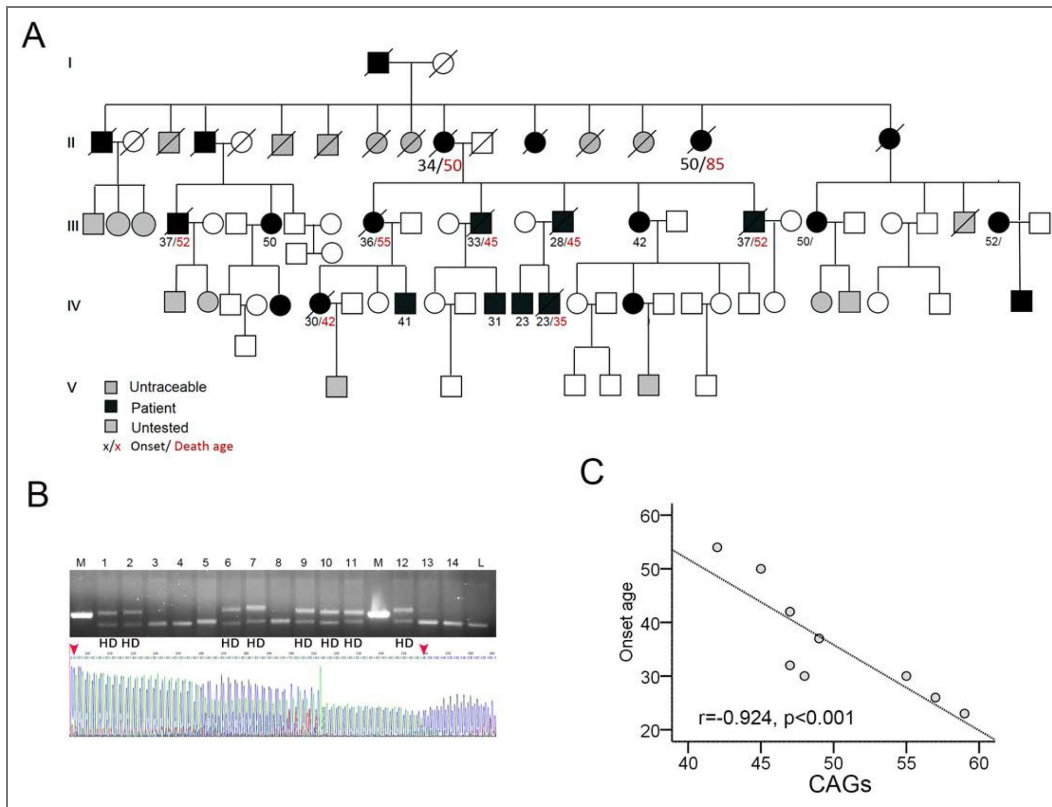 A
I
II
34/50
50/85
III
37/52
50
36/55
33/45
28/45
42
37/52
50/
52/
IV
30/42
41
31
23
23/35
V
Untraceable
Patient
Untested
x/x Onset/ Death age
B
M 1 2 3 4 5 6 7 8 9 10 11 M 12 13 14 L
HD HD HD HD HD HD HD HD
C
60
50
40
30
20
Onset age
r=-0.924, p<0.001
40 45 50 55 60
CAGs